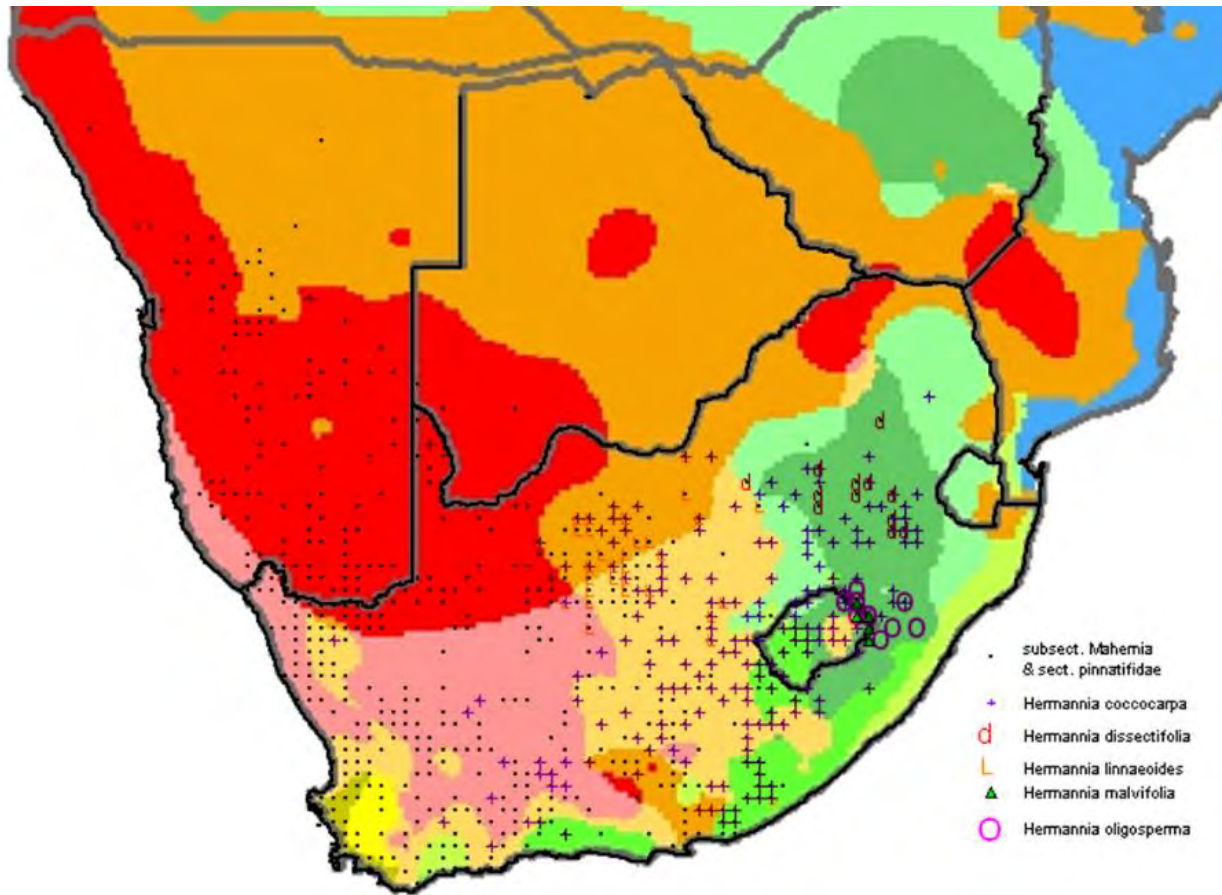 subsect. Mahernia
& sect. pinnatifidae
Hermannia coccocarpa
d Hermannia dissectifolia
L Hermannia linnaeoides
Hermannia malvifolia
O Hermannia oligosperma